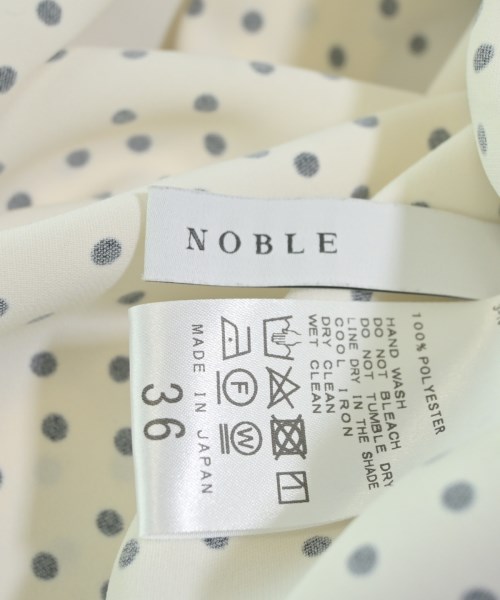 NOBLE
100% POLYESTER
HAND WASH
DO NOT BLEACH
DO NOT TUMBLE DRY
LINE DRY IN THE SHADE
COOL IRON
DRY CLEAN
WET CLEAN
F W
MADE IN JAPAN
36